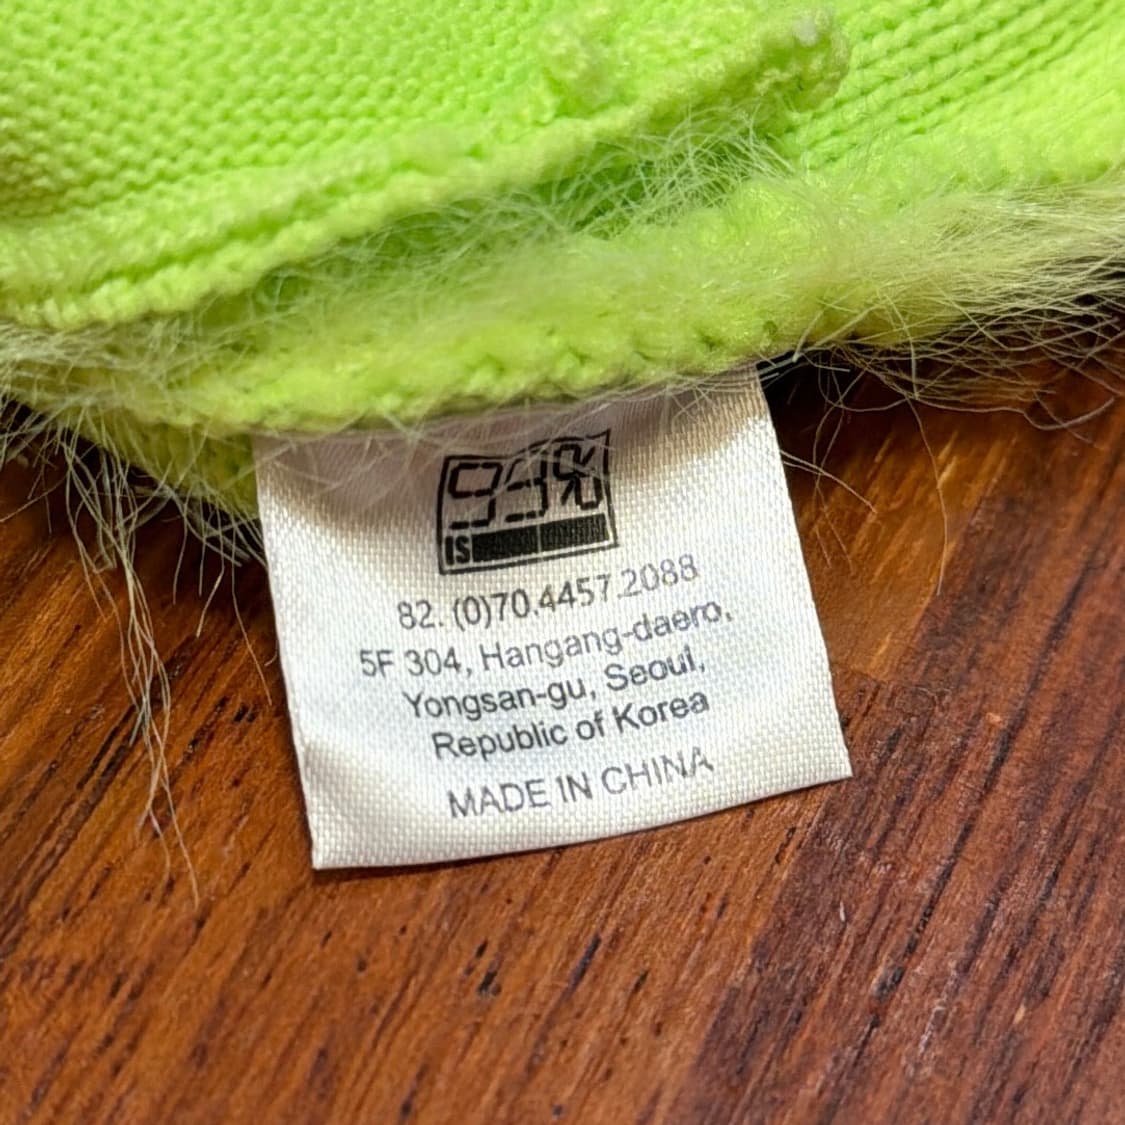 99%
IS
82. (0)70.4457.2088
5F 304, Hangang-daero,
Yongsan-gu, Seoul,
Republic of Korea
MADE IN CHINA